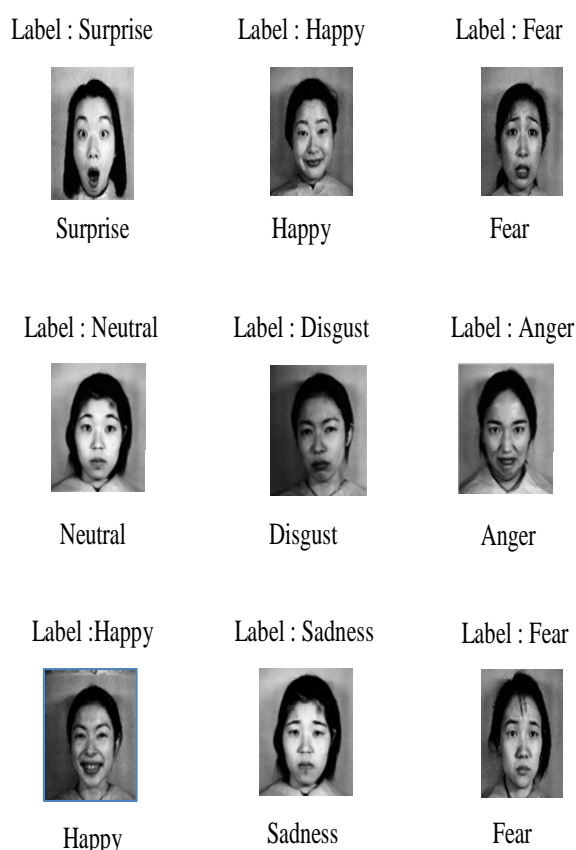 Label : Surprise
Label : Happy
Label : Fear
Surprise
Happy
Fear
Label : Neutral
Label : Disgust
Label : Anger
Neutral
Disgust
Anger
Label :Happy
Label : Sadness
Label : Fear
Happy
Sadness
Fear